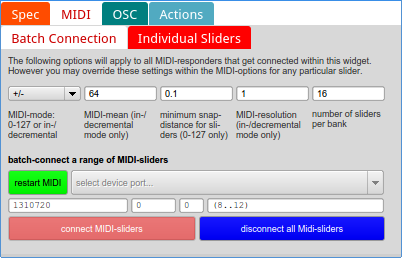 Spec MIDI OSC Actions
Batch Connection Individual Sliders
The following options will apply to all MIDI-responders that get connected within this widget.
However you may override these settings within the MIDI-options for any particular slider.
+/- 64 0.1 1 16
MIDI-mode: MIDI-mean (in-/ minimum snap- MIDI-resolution number of sliders
0-127 or in-/ decremental distance for sli- (in-/decremental per bank
decremental mode only) ders (0-127 only) mode only)
batch-connect a range of MIDI-sliders
restart MIDI select device port...
1310720 0 0 (8..12)
connect MIDI-sliders disconnect all Midi-sliders